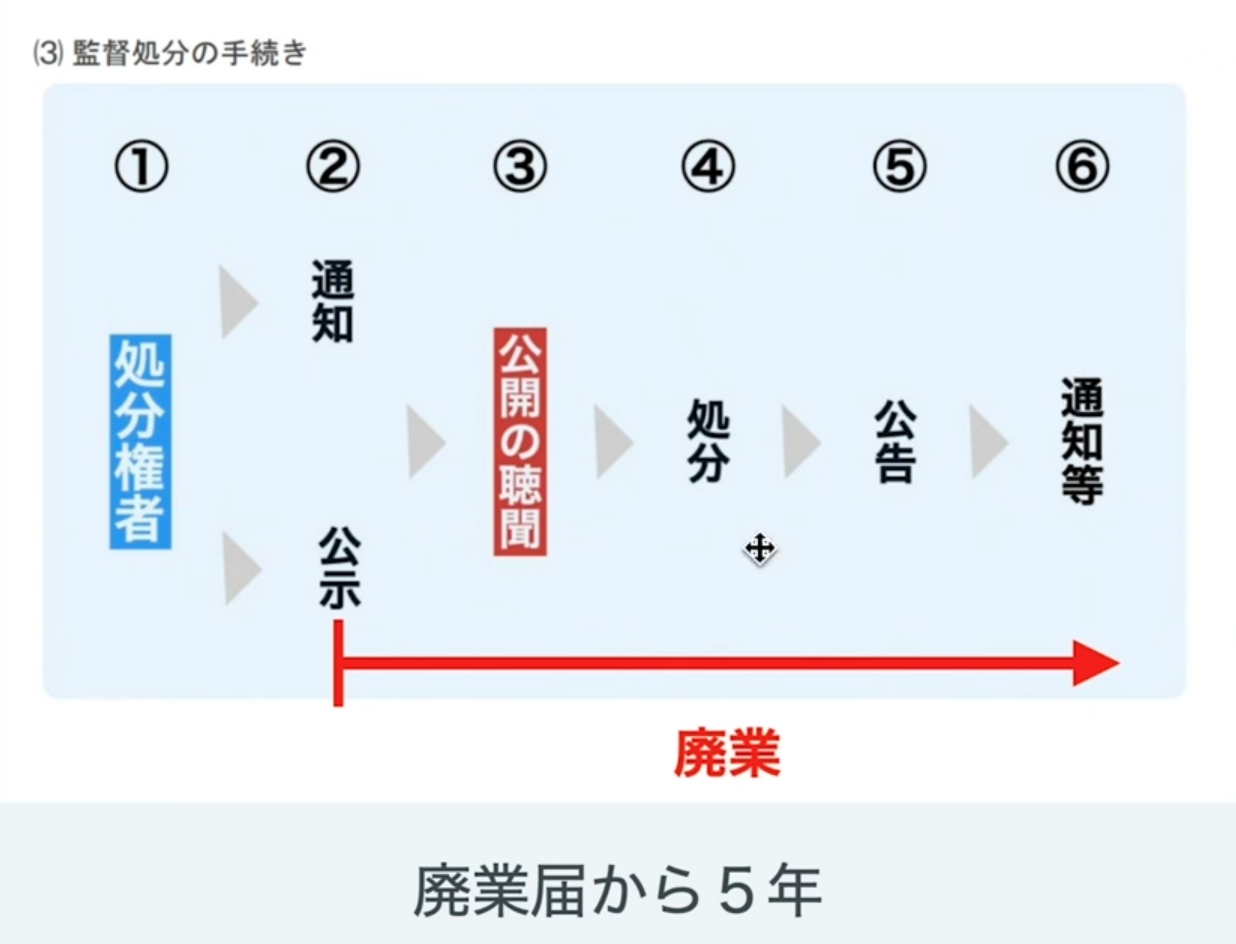 ⑶ 監督処分の手続き
①
②
③
④
⑤
⑥
処分権者
通知
公示
公開の聴聞
処分
公告
通知等
廃業
廃業届から５年